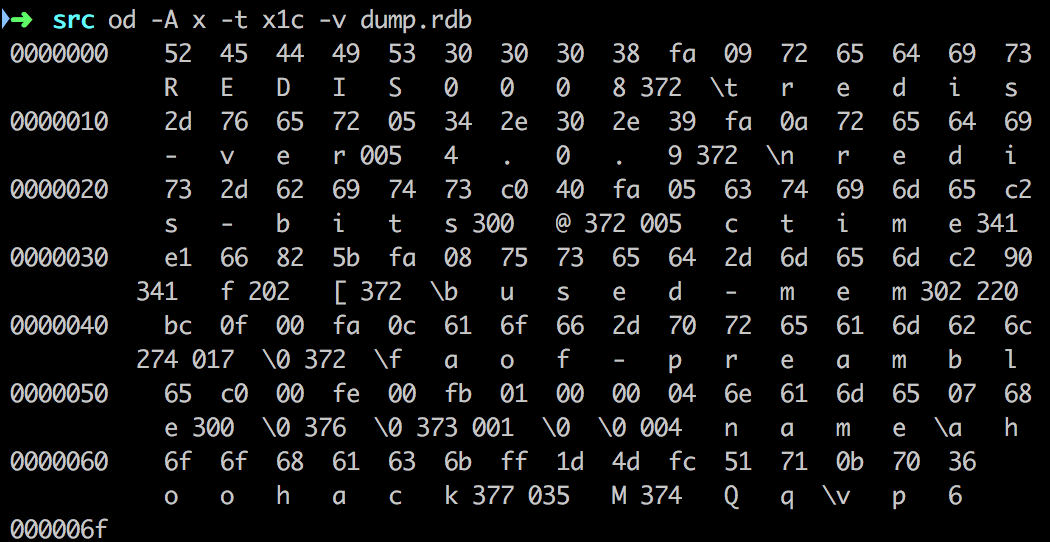 ➜ src od -A x -t x1c -v dump.rdb
0000000 52 45 44 49 53 30 30 30 38 fa 09 72 65 64 69 73
R E D I S 0 0 0 8 372 \t r e d i s
0000010 2d 76 65 72 05 34 2e 30 2e 39 fa 0a 72 65 64 69
- v e r 005 4 . 0 . 9 372 \n r e d i
0000020 73 2d 62 69 74 73 c0 40 fa 05 63 74 69 6d 65 c2
s - b i t s 300 @ 372 005 c t i m e 341
0000030 e1 66 82 5b fa 08 75 73 65 64 2d 6d 65 6d c2 90
341 f 202 [ 372 \b u s e d - m e m 302 220
0000040 bc 0f 00 fa 0c 61 6f 66 2d 70 72 65 61 6d 62 6c
274 017 \0 372 \f a o f - p r e a m b l
0000050 65 c0 00 fe 00 fb 01 00 00 04 6e 61 6d 65 07 68
e 300 \0 376 \0 373 001 \0 \0 004 n a m e \a h
0000060 6f 6f 68 61 63 6b ff 1d 4d fc 51 71 0b 70 36
o o h a c k 377 035 M 374 Q q \v p 6
000006f